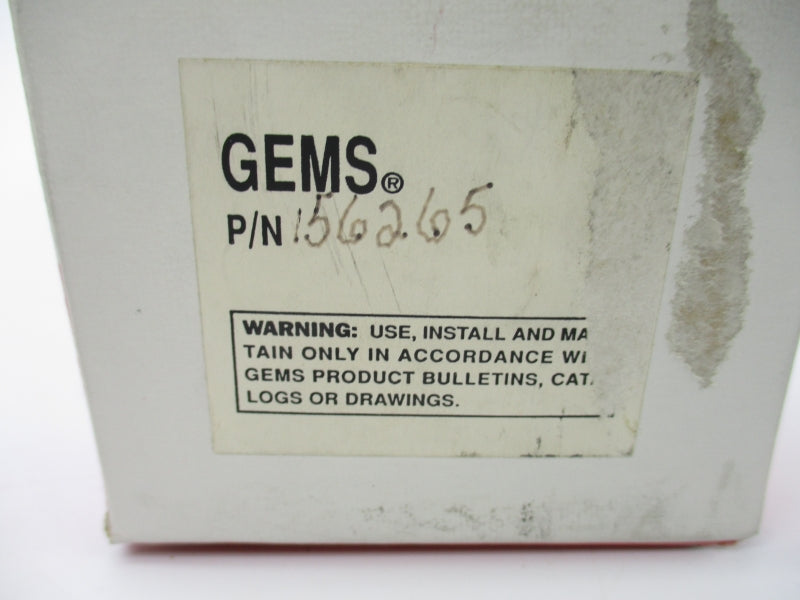 GEMS®
P/N 156265
WARNING: USE, INSTALL AND MA
TAIN ONLY IN ACCORDANCE WI
GEMS PRODUCT BULLETINS, CAT
LOGS OR DRAWINGS.